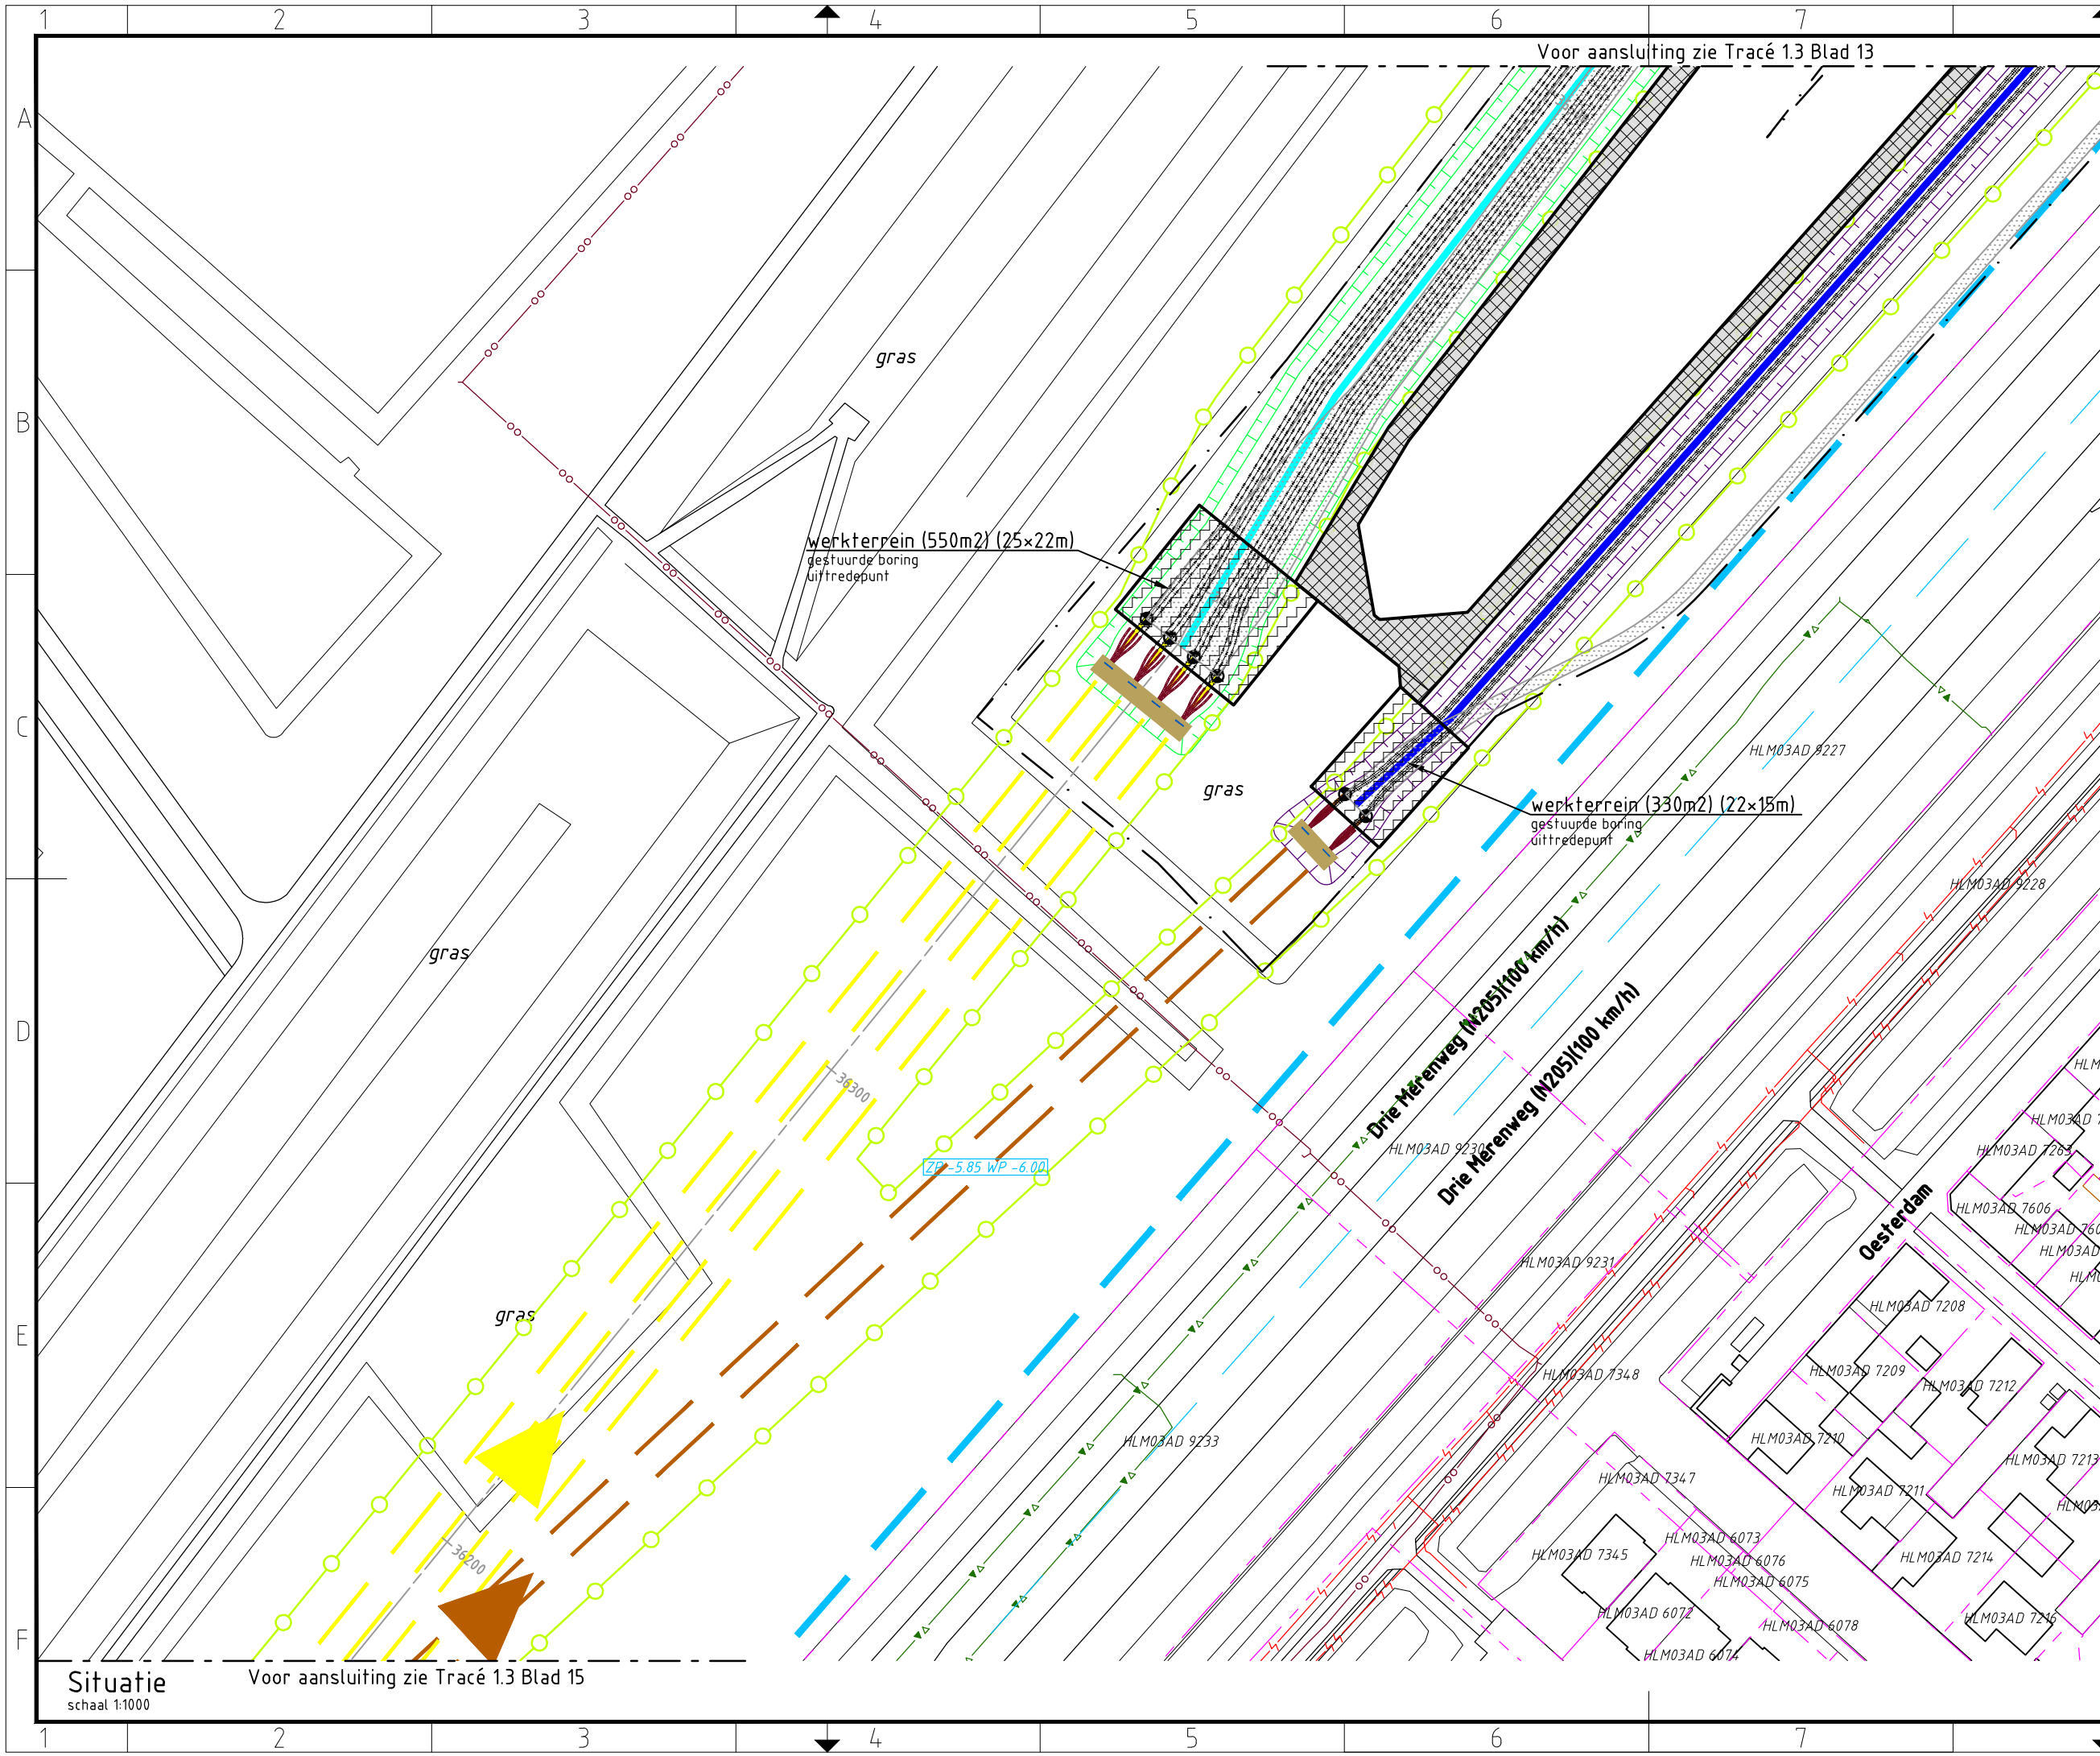 1 2 3 4 5 6 7
Voor aansluiting zie Tracé 1.3 Blad 13
A
B
C
D
E
F
gras
werkterrein (550m2) (25×22m)
gestuurde boring
uittredepunt
gras
HLM03AD 9227
werkterrein (330m2) (22×15m)
gestuurde boring
uittredepunt
HLM03AD 9228
gras
Drie Merenweg (N205)(100 km/h)
Drie Merenweg (N205)(100 km/h)
36300
HLM03AD 9230
ZP -5.85 WP -6.00
HLM03AD 7263
HLM03AD 7606
Oesterdam
HLM03AD 9231
gras
HLM03AD 7208
HLM03AD 7348
HLM03AD 7209
HLM03AD 7212
HLM03AD 9233
HLM03AD 7210
HLM03AD 7213
HLM03AD 7347
HLM03AD 7211
36200
HLM03AD 6073
HLM03AD 7345
HLM03AD 6076
HLM03AD 7214
HLM03AD 6075
HLM03AD 6072
HLM03AD 6078
HLM03AD 7216
HLM03AD 6074
Situatie
schaal 1:1000
Voor aansluiting zie Tracé 1.3 Blad 15
1 2 3 4 5 6 7